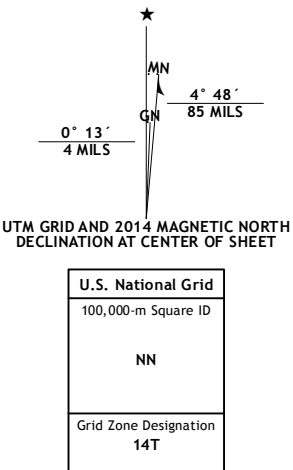 ★
MN
GN
4° 48´
85 MILS
0° 13´
4 MILS
UTM GRID AND 2014 MAGNETIC NORTH
DECLINATION AT CENTER OF SHEET
U.S. National Grid
100,000-m Square ID
NN
Grid Zone Designation
14T